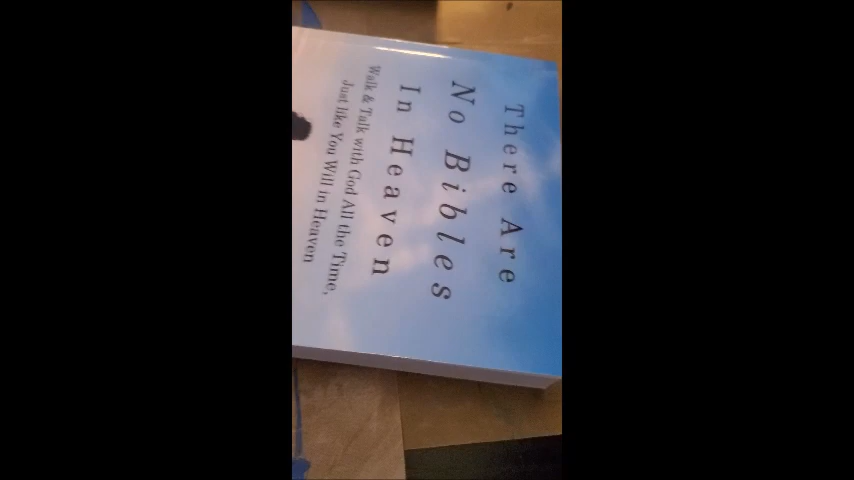 There Are
No Bibles
In Heaven
Walk & Talk with God All the Time,
Just like You Will in Heaven